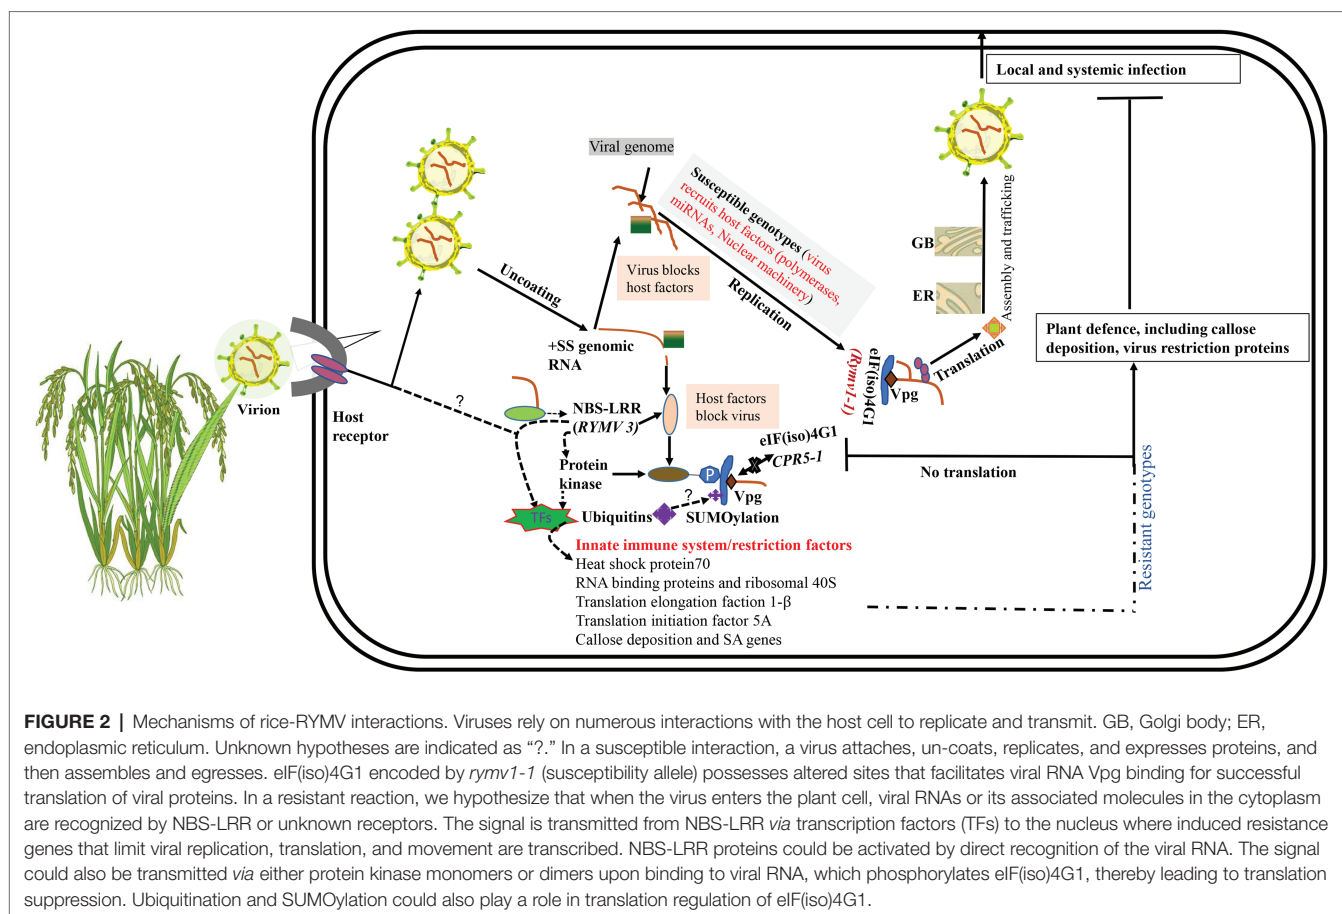 Local and systemic infection
Viral genome
Susceptible genotypes (virus
recruits host factors (polymerases,
miRNAs, Nuclear machinery)
Replication
Uncoating
Virus blocks
host factors
GB
ER
Assembly and trafficking
+SS genomic
RNA
Virion
Host
receptor
?
NBS-LRR
(RYMV 3)
Host factors
block virus
eIF(iso)4G1
(Rymv1-1)
Vpg
Translation
Plant defence, including callose
deposition, virus restriction proteins
eIF(iso)4G1
CPR5-1
No translation
Protein
kinase
P
Vpg
?
TFs
Ubiquitins
SUMOylation
Resistant genotypes
Innate immune system/restriction factors
Heat shock protein70
RNA binding proteins and ribosomal 40S
Translation elongation faction 1-β
Translation initiation factor 5A
Callose deposition and SA genes
FIGURE 2 | Mechanisms of rice-RYMV interactions. Viruses rely on numerous interactions with the host cell to replicate and transmit. GB, Golgi body; ER,
endoplasmic reticulum. Unknown hypotheses are indicated as “?.” In a susceptible interaction, a virus attaches, un-coats, replicates, and expresses proteins, and
then assembles and egresses. eIF(iso)4G1 encoded by rymv1-1 (susceptibility allele) possesses altered sites that facilitates viral RNA Vpg binding for successful
translation of viral proteins. In a resistant reaction, we hypothesize that when the virus enters the plant cell, viral RNAs or its associated molecules in the cytoplasm
are recognized by NBS-LRR or unknown receptors. The signal is transmitted from NBS-LRR via transcription factors (TFs) to the nucleus where induced resistance
genes that limit viral replication, translation, and movement are transcribed. NBS-LRR proteins could be activated by direct recognition of the viral RNA. The signal
could also be transmitted via either protein kinase monomers or dimers upon binding to viral RNA, which phosphorylates eIF(iso)4G1, thereby leading to translation
suppression. Ubiquitination and SUMOylation could also play a role in translation regulation of eIF(iso)4G1.